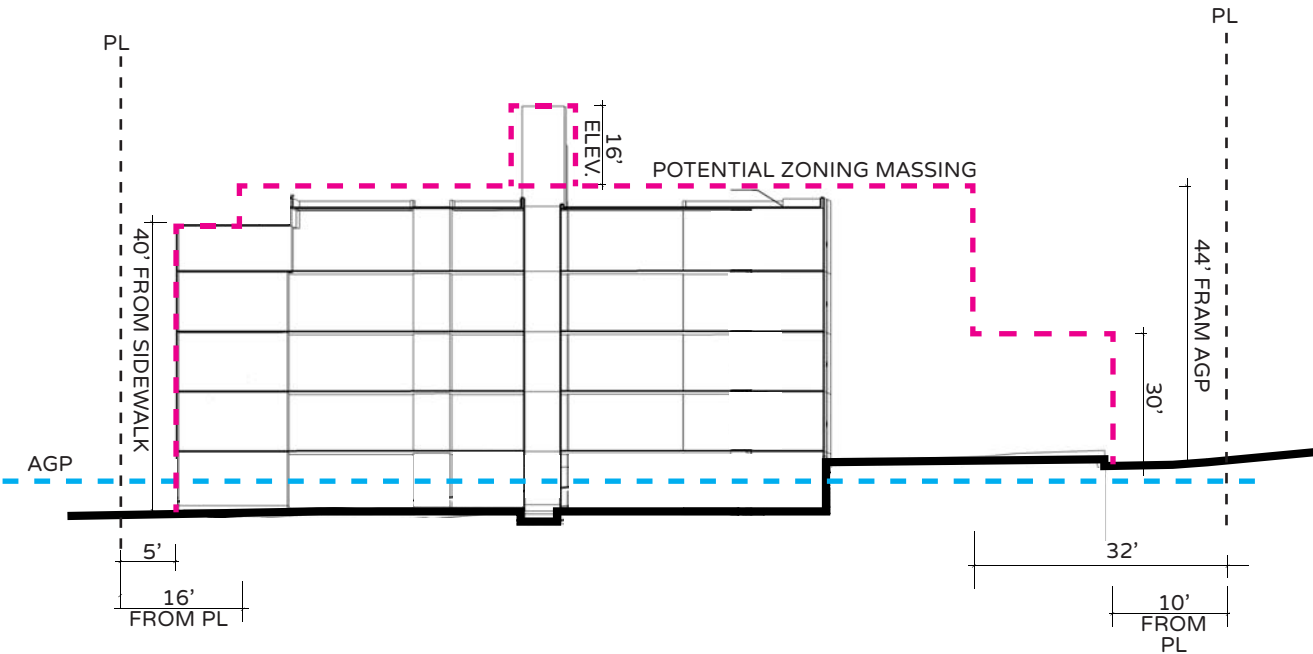 PL
PL
16'
ELEV.
POTENTIAL ZONING MASSING
40' FROM SIDEWALK
44' FRAM AGP
30'
AGP
5'
32'
16'
FROM PL
10'
FROM
PL